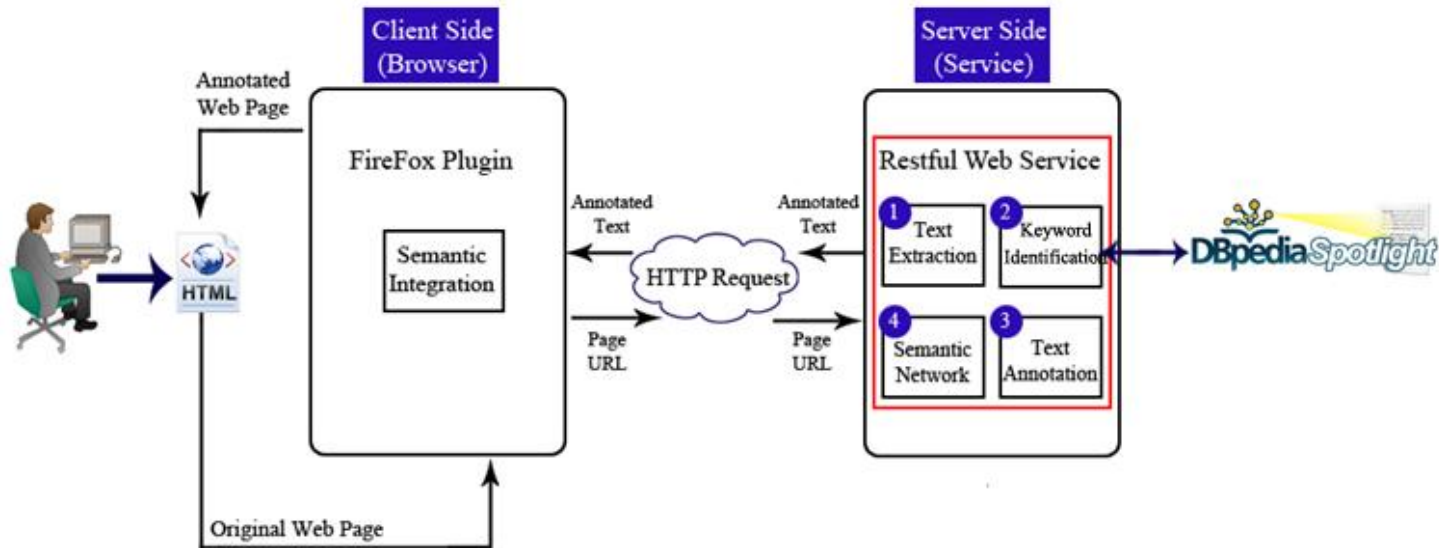 Client Side
(Browser)
Server Side
(Service)
Annotated
Web Page
FireFox Plugin
Semantic
Integration
Annotated
Text
Annotated
Text
HTTP Request
Page
URL
Page
URL
Restful Web Service
1
Text
Extraction
2
Keyword
Identification
4
Semantic
Network
3
Text
Annotation
DBpedia Spotlight
HTML
Original Web Page